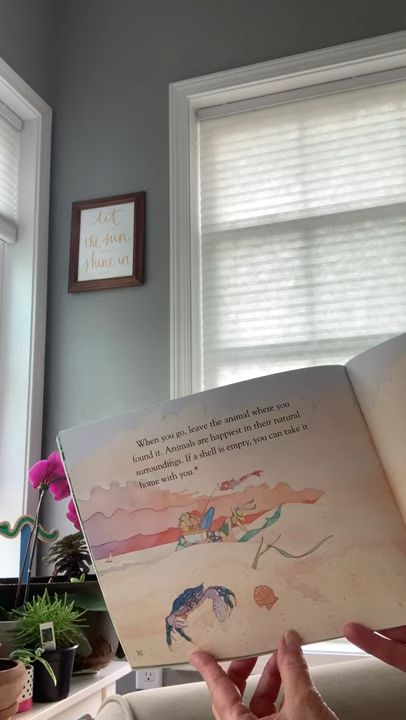 let
the sun
shine in
When you go, leave the animal where you
found it. Animals are happiest in their natural
surroundings. If a shell is empty, you can take it
home with you.*
30